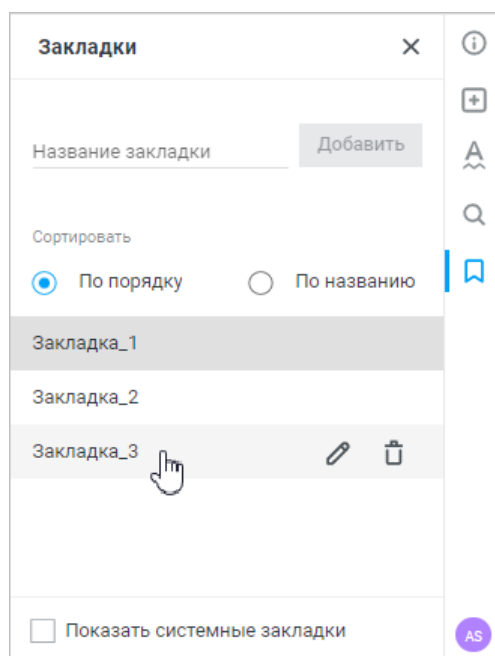 Закладки
Название закладки
Добавить
Сортировать
По порядку
По названию
Закладка_1
Закладка_2
Закладка_3
Показать системные закладки
AS